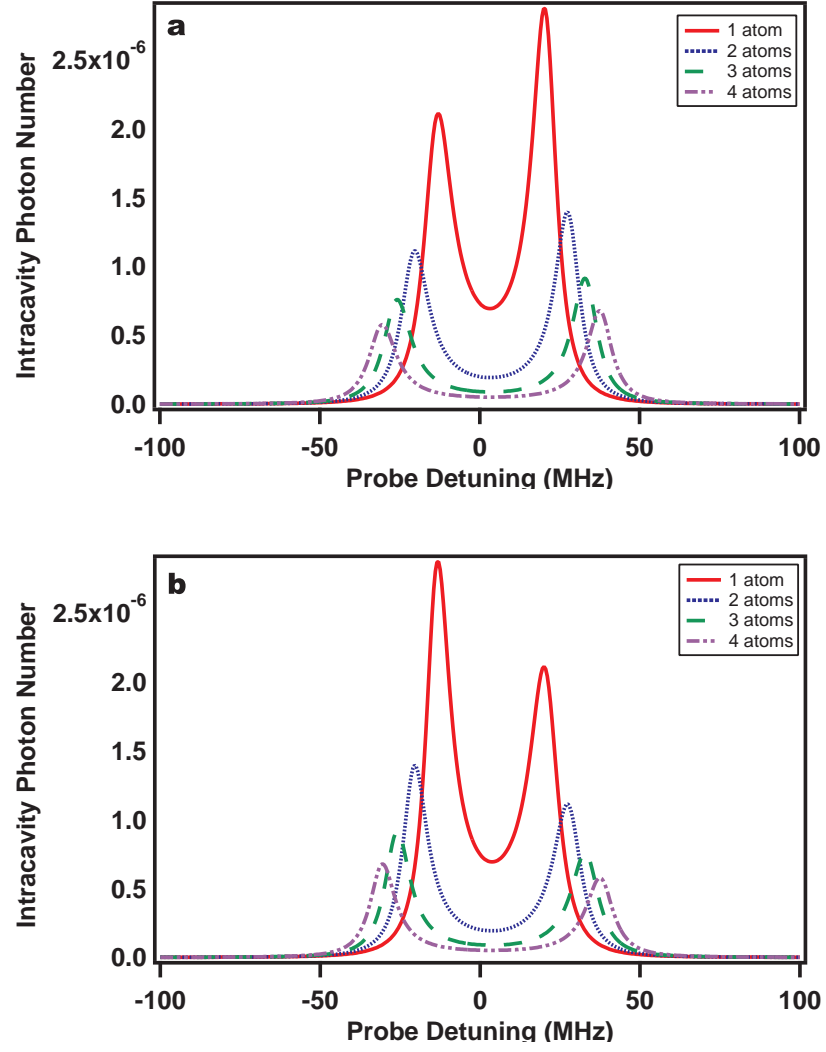 a
Intracavity Photon Number
2.5x10-6
2.0
1.5
1.0
0.5
0.0
1 atom
2 atoms
3 atoms
4 atoms
-100 -50 0 50 100
Probe Detuning (MHz)
b
Intracavity Photon Number
2.5x10-6
2.0
1.5
1.0
0.5
0.0
1 atom
2 atoms
3 atoms
4 atoms
-100 -50 0 50 100
Probe Detuning (MHz)